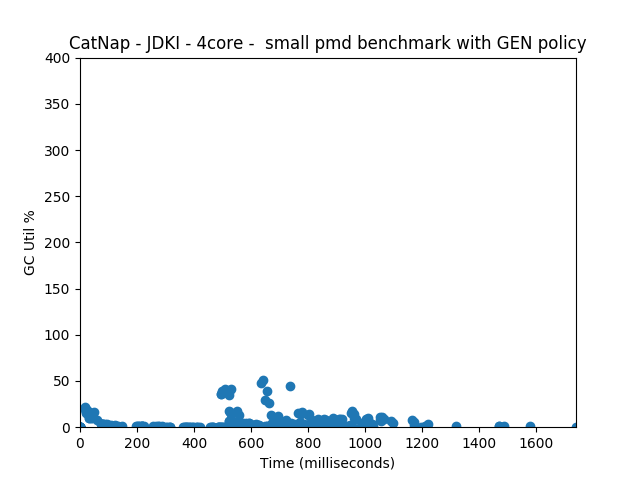 CatNap - JDKI - 4core -  small pmd benchmark with GEN policy
400
350
300
250
200
150
100
50
0
GC Util %
0 200 400 600 800 1000 1200 1400 1600
Time (milliseconds)